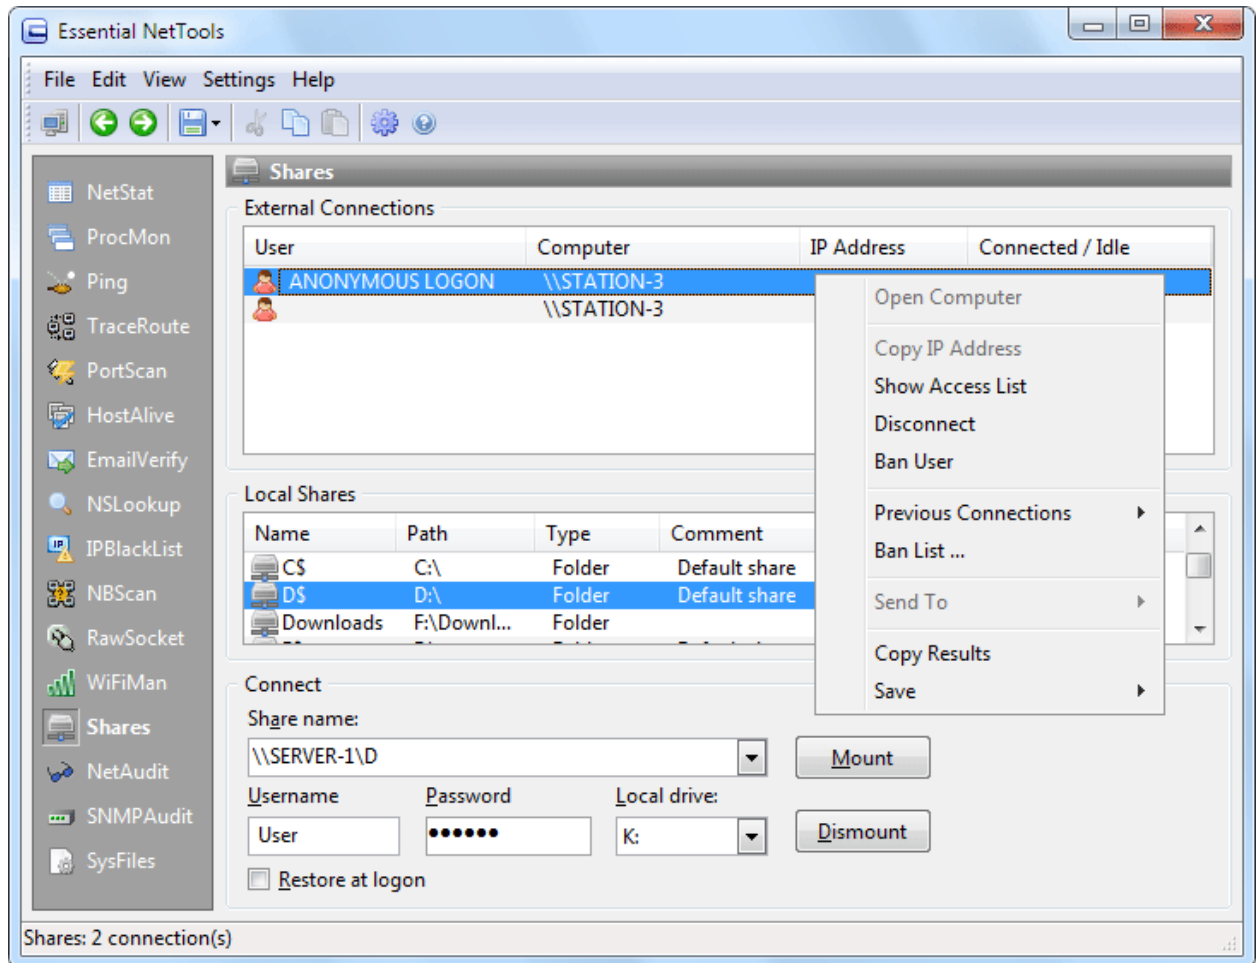 Essential NetTools
File Edit View Settings Help
NetStat
ProcMon
Ping
TraceRoute
PortScan
HostAlive
EmailVerify
NSLookup
IPBlackList
NBScan
RawSocket
WiFiMan
Shares
NetAudit
SNMPAudit
SysFiles
Shares
External Connections
User Computer IP Address Connected / Idle
ANONYMOUS LOGON \\STATION-3
\\STATION-3
Open Computer
Copy IP Address
Show Access List
Disconnect
Ban User
Previous Connections
Ban List ...
Send To
Copy Results
Save
Local Shares
Name Path Type Comment
C$ C:\ Folder Default share
D$ D:\ Folder Default share
Downloads F:\Downl... Folder
Connect
Share name:
\\SERVER-1\D Mount
Username Password Local drive:
User ●●●●●● K: Dismount
Restore at logon
Shares: 2 connection(s)